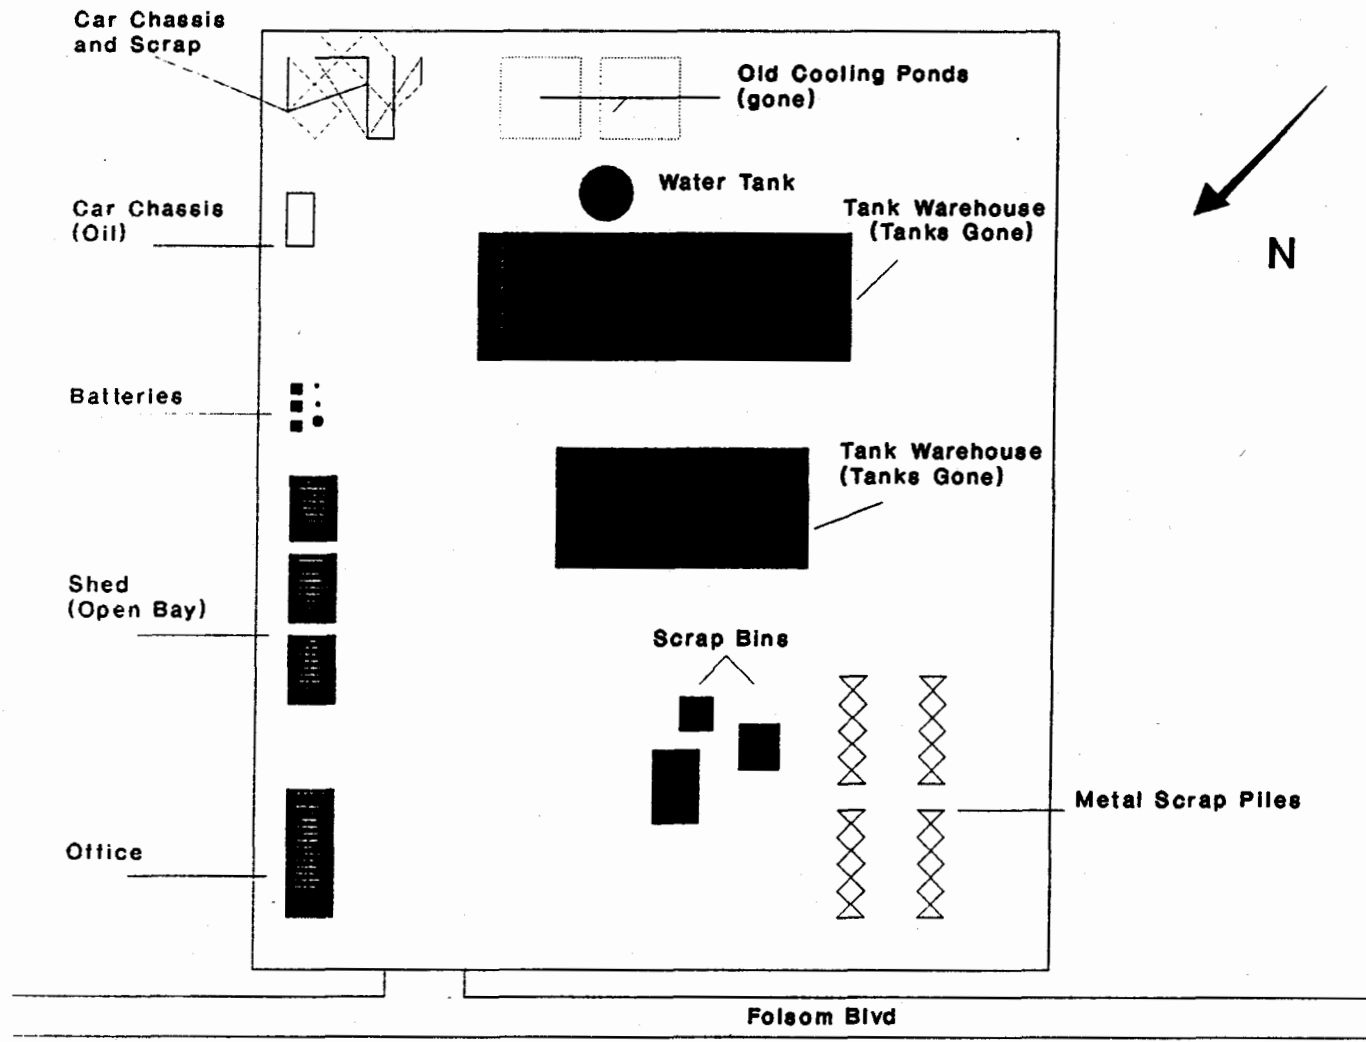 Car Chassis
and Scrap
Old Cooling Ponds
(gone)
Water Tank
Car Chassis
(Oil)
Tank Warehouse
(Tanks Gone)
N
Batteries
Tank Warehouse
(Tanks Gone)
Shed
(Open Bay)
Scrap Bins
Metal Scrap Piles
Office
Folsom Blvd